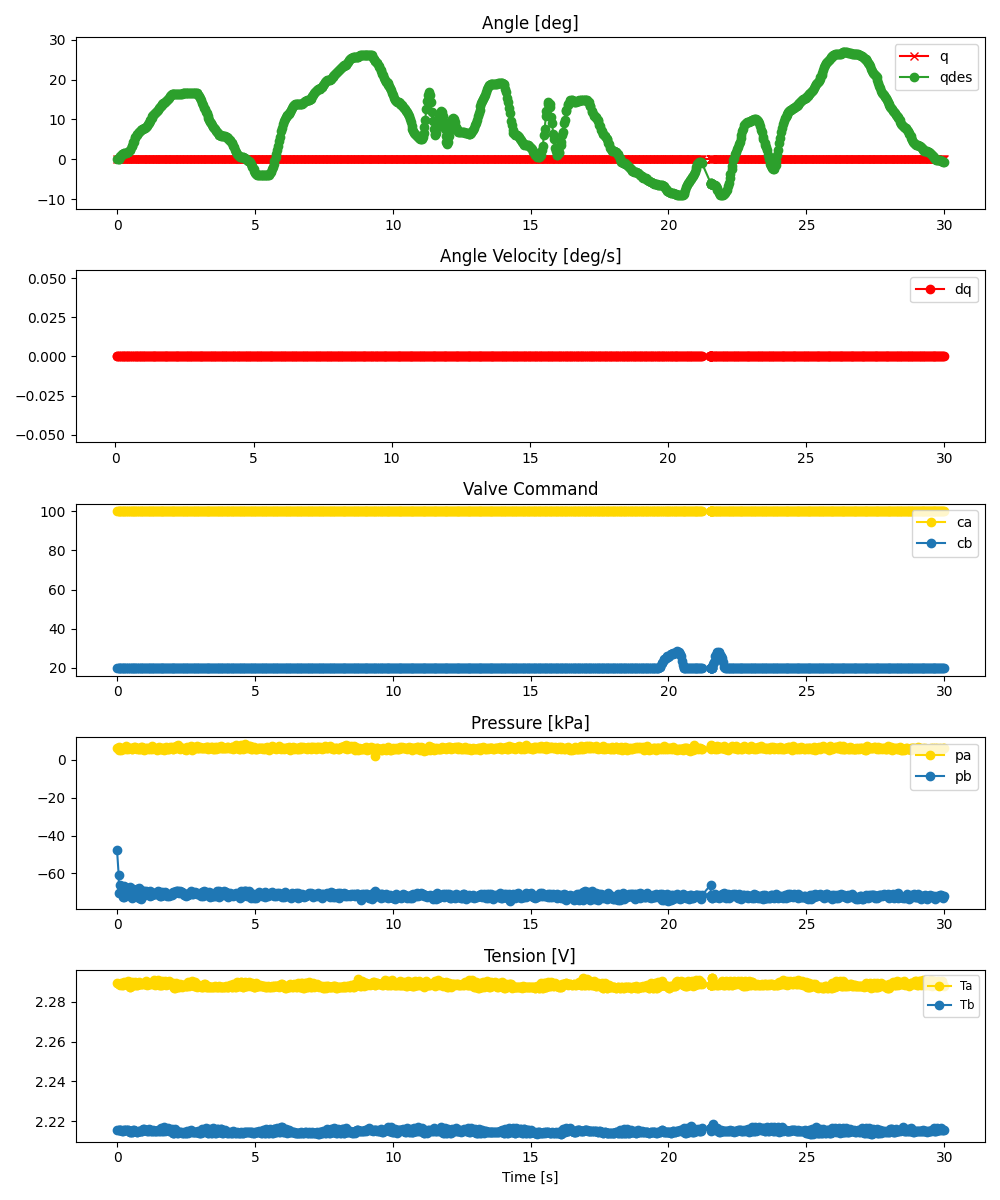 Angle [deg]
30
20
10
0
−10
q
qdes
0 5 10 15 20 25 30
Angle Velocity [deg/s]
0.050
0.025
0.000
−0.025
−0.050
dq
0 5 10 15 20 25 30
Valve Command
100
80
60
40
20
ca
cb
0 5 10 15 20 25 30
Pressure [kPa]
0
−20
−40
−60
pa
pb
0 5 10 15 20 25 30
Tension [V]
2.28
2.26
2.24
2.22
Ta
Tb
0 5 10 15 20 25 30
Time [s]